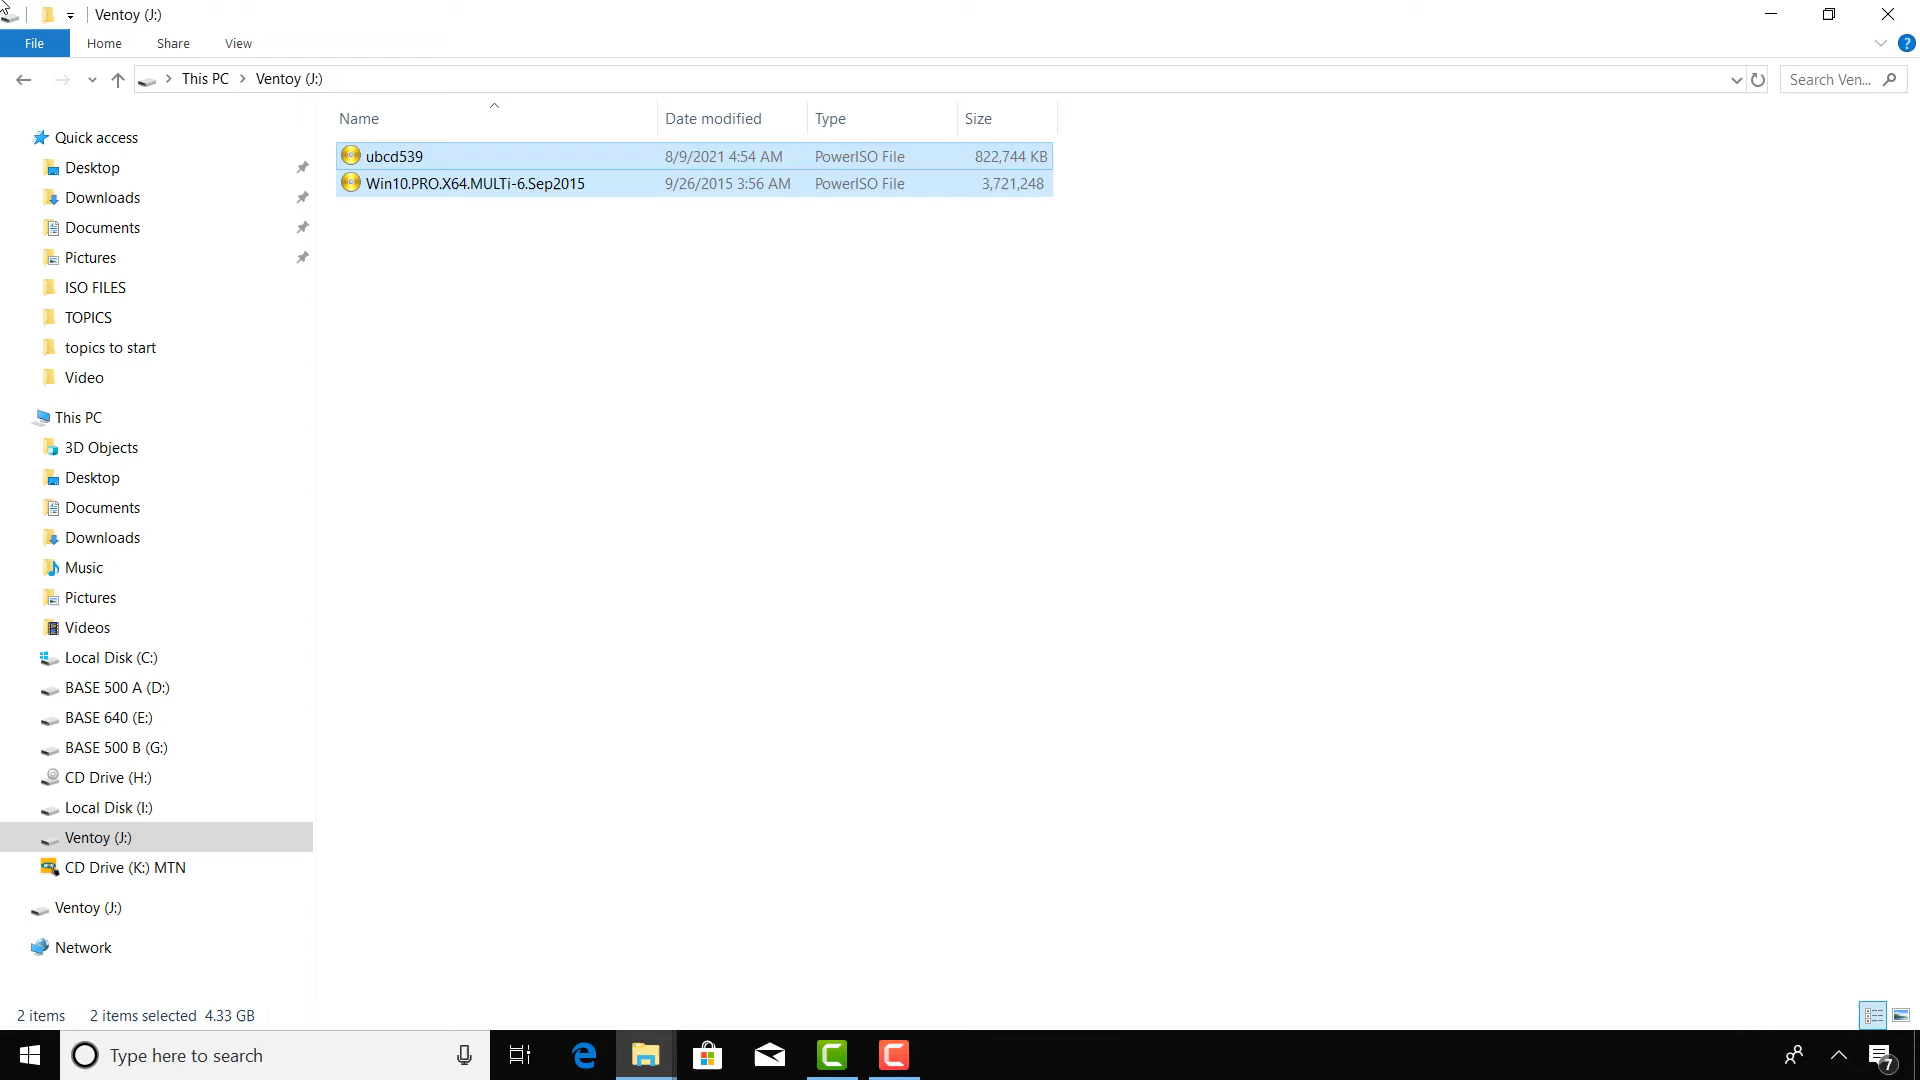 Ventoy (J:)
File Home Share View
?
This PC Ventoy (J:)
Search Ven...
Name Date modified Type Size
ubcd539 8/9/2021 4:54 AM PowerISO File 822,744 KB
Win10.PRO.X64.MULTi-6.Sep2015 9/26/2015 3:56 AM PowerISO File 3,721,248
Quick access
Desktop
Downloads
Documents
Pictures
ISO FILES
TOPICS
topics to start
Video
This PC
3D Objects
Desktop
Documents
Downloads
Music
Pictures
Videos
Local Disk (C:)
BASE 500 A (D:)
BASE 640 (E:)
BASE 500 B (G:)
CD Drive (H:)
Local Disk (I:)
Ventoy (J:)
CD Drive (K:) MTN
Ventoy (J:)
Network
2 items 2 items selected 4.33 GB
Type here to search
7